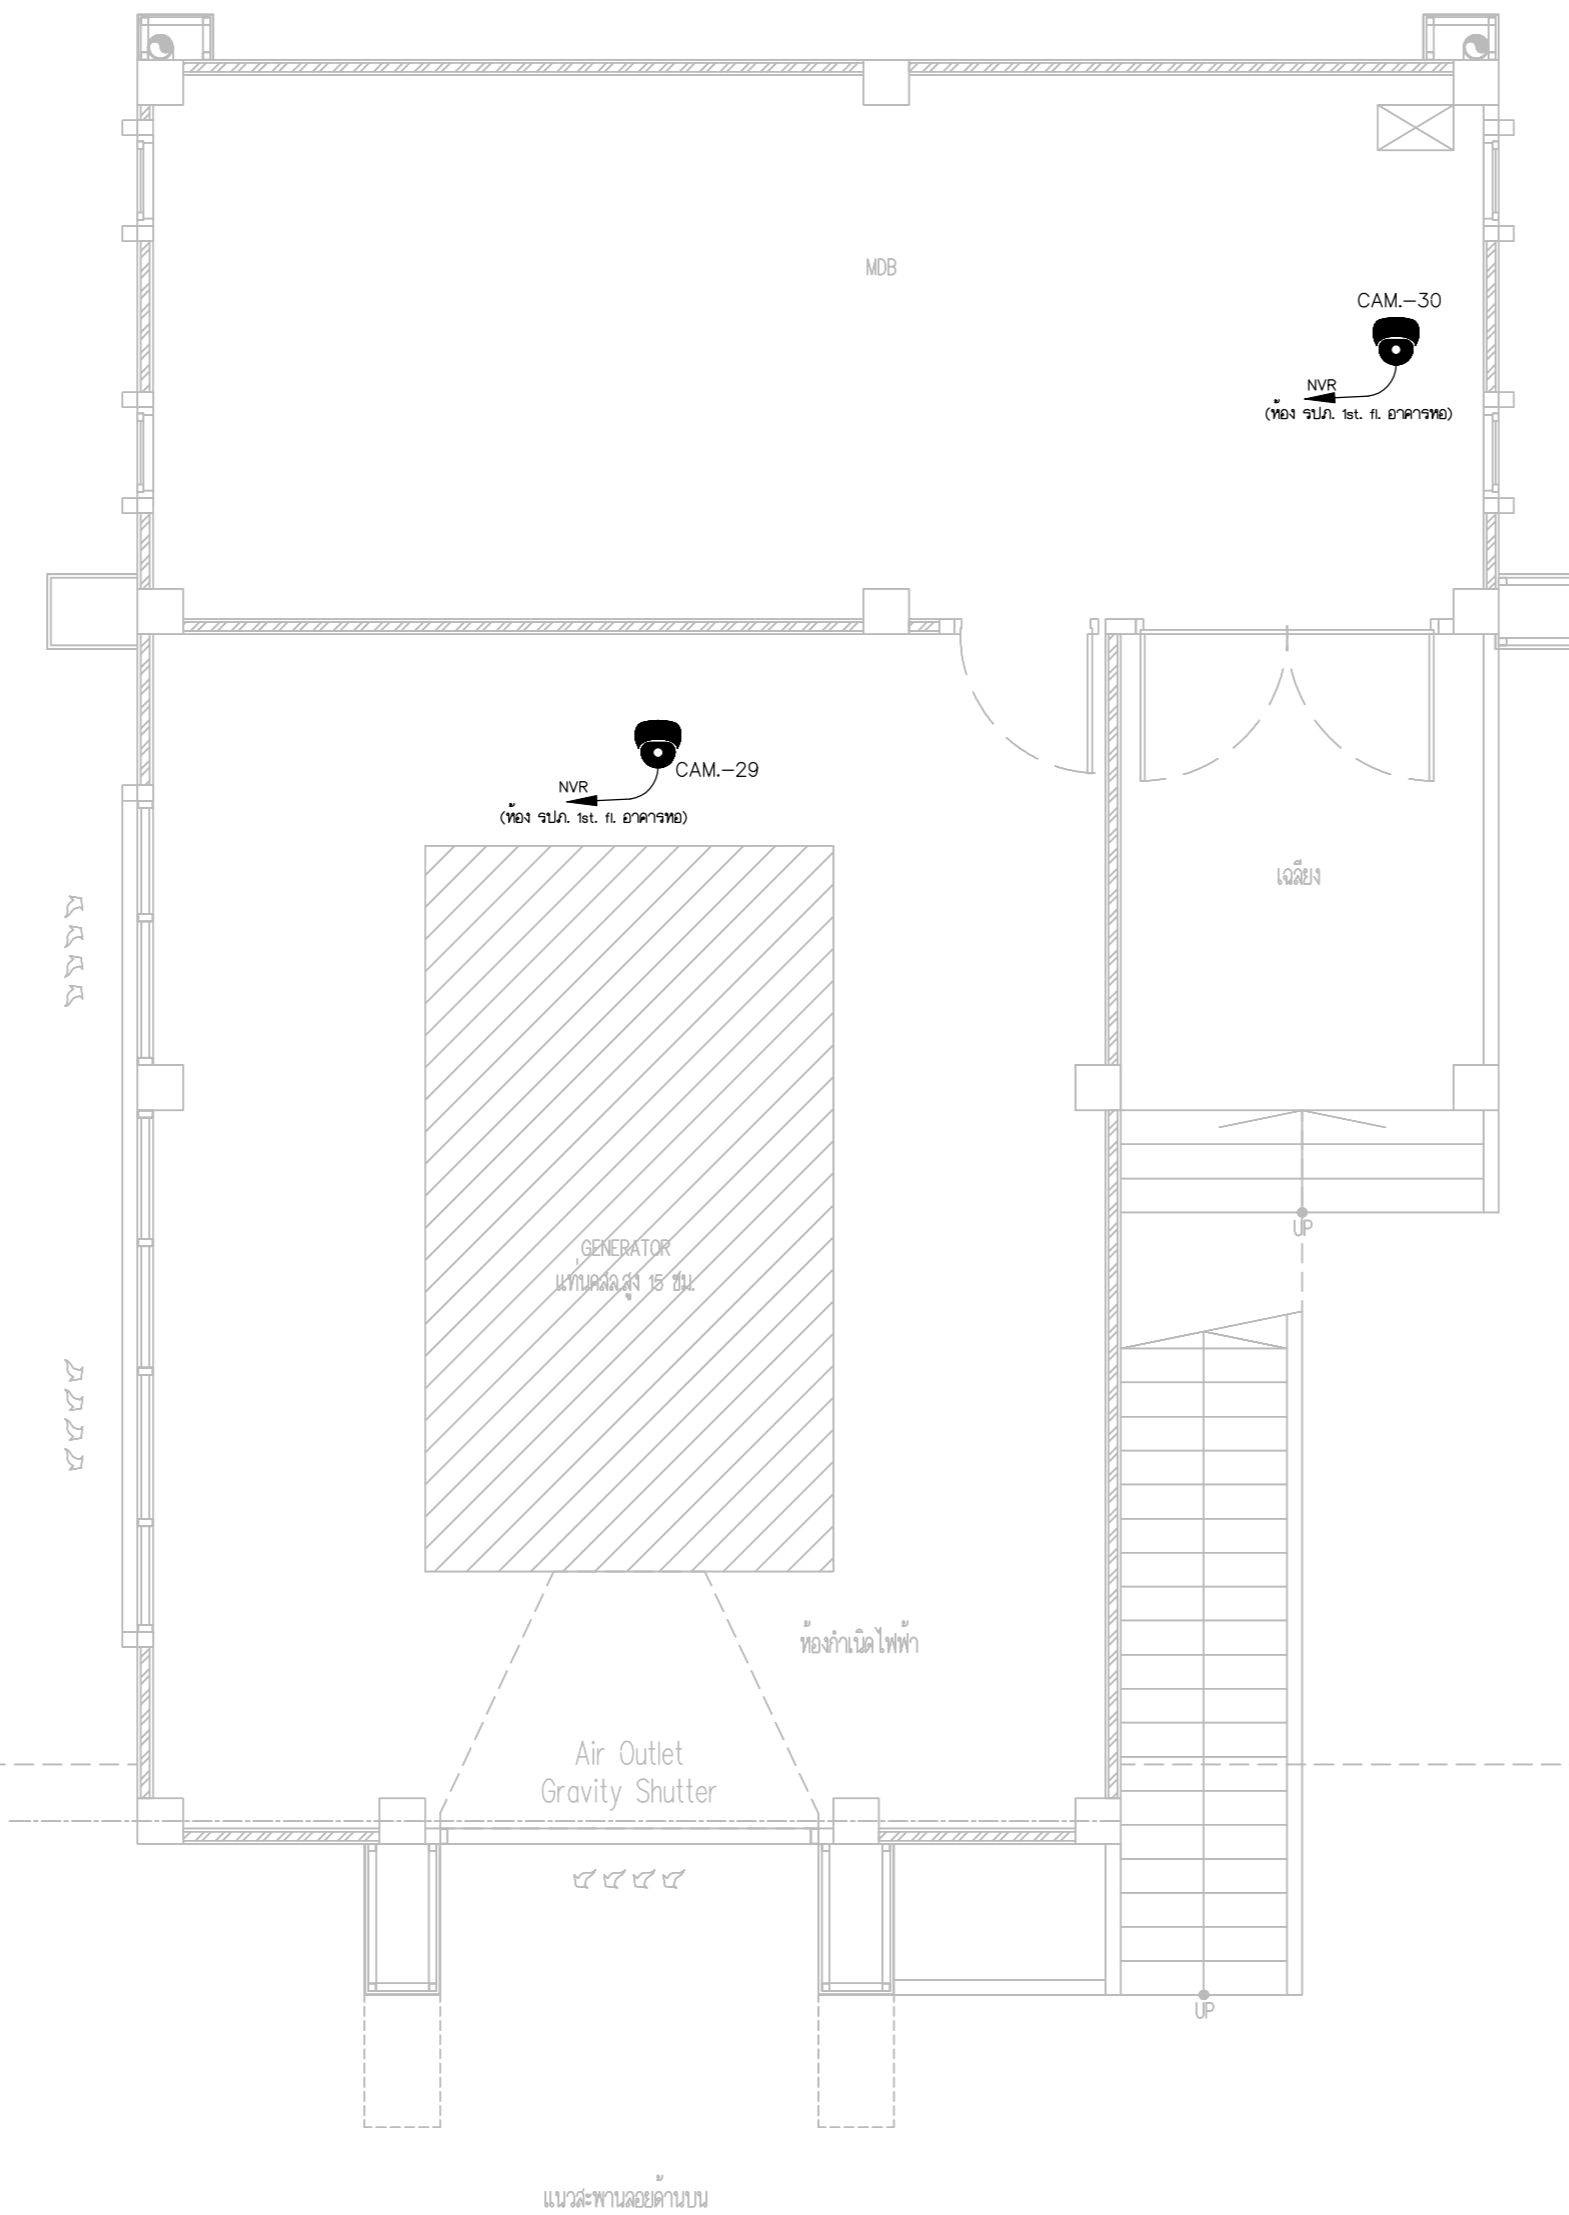 MDB
CAM.-30
NVR
(ห้อง รปภ. 1st. fl. อาคารหอ)
CAM.-29
NVR
(ห้อง รปภ. 1st. fl. อาคารหอ)
เฉลียง
UP
GENERATOR
แท่นคสล.สูง 15 ซม.
ห้องกำเนิดไฟฟ้า
Air Outlet
Gravity Shutter
UP
แนวสะพานลอยด้านบน